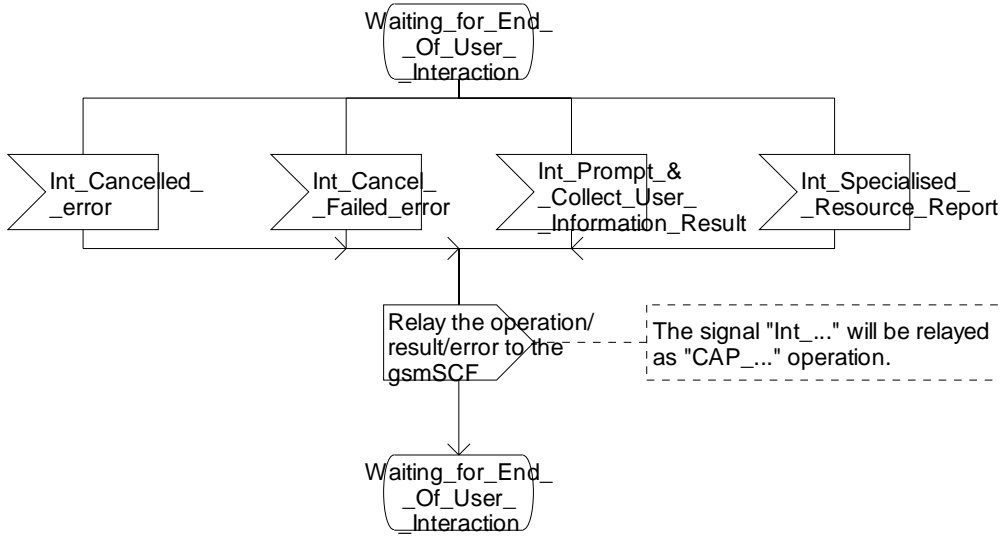 Waiting_for_End_
_Of_User_
_Interaction
Int_Cancelled_
_error
Int_Cancel_
_Failed_error
Int_Prompt_&
_Collect_User_
_Information_Result
Int_Specialised_
_Resource_Report
Relay the operation/
result/error to the
gsmSCF
The signal "Int_..." will be relayed
as "CAP_..." operation.
Waiting_for_End_
_Of_User_
_Interaction